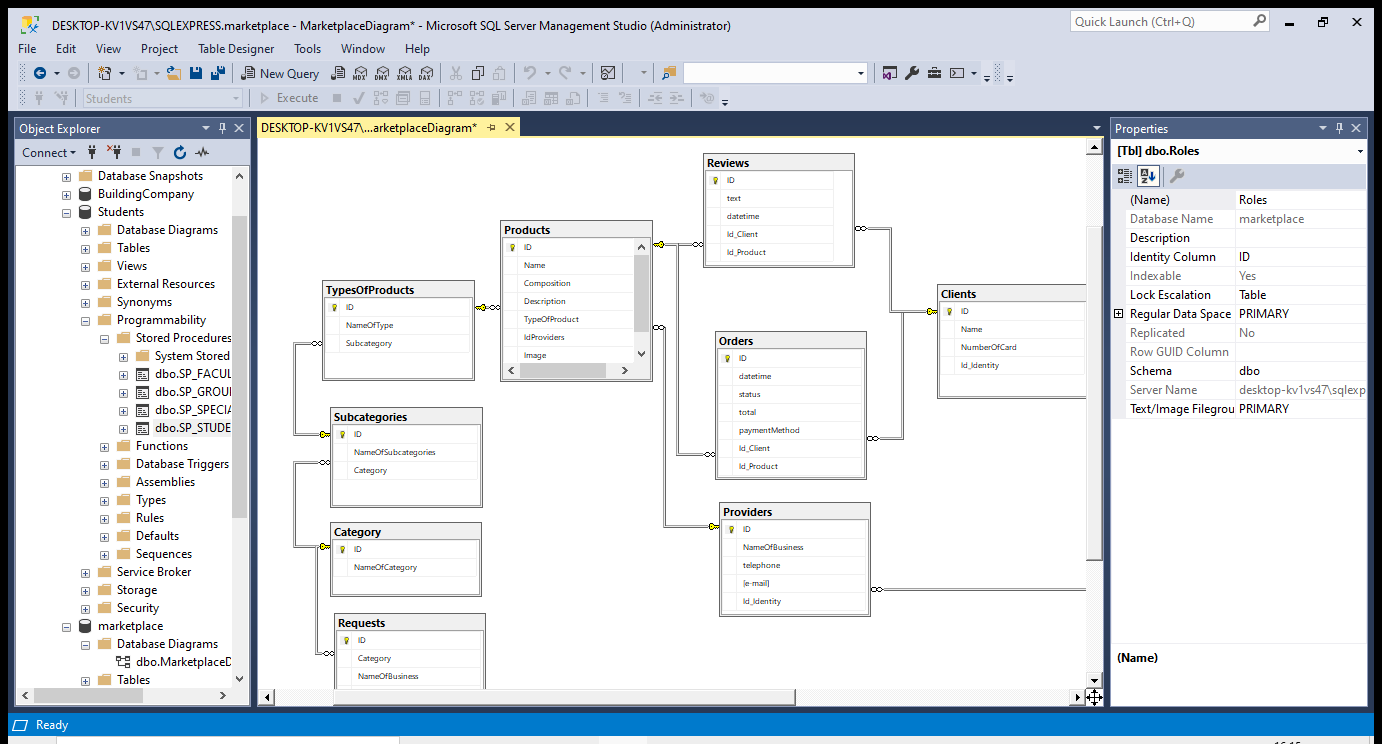 DESKTOP-KV1VS47\SQLEXPRESS.marketplace - MarketplaceDiagram* - Microsoft SQL Server Management Studio (Administrator)
Quick Launch (Ctrl+Q)
File Edit View Project Table Designer Tools Window Help
New Query MDX DMX XMLA DAX
Students Execute
Object Explorer
Connect
Database Snapshots
BuildingCompany
Students
Database Diagrams
Tables
Views
External Resources
Synonyms
Programmability
Stored Procedures
System Stored
dbo.SP_FACUL
dbo.SP_GROU
dbo.SP_SPECIA
dbo.SP_STUDE
Functions
Database Triggers
Assemblies
Types
Rules
Defaults
Sequences
Service Broker
Storage
Security
marketplace
Database Diagrams
dbo.MarketplaceD
Tables
DESKTOP-KV1VS47\...arketplaceDiagram*
Reviews
ID
text
datetime
Id_Client
Id_Product
Products
ID
Name
Composition
Description
TypeOfProduct
IdProviders
Image
TypesOfProducts
ID
NameOfType
Subcategory
Clients
ID
Name
NumberOfCard
Id_Identity
Orders
ID
datetime
status
total
paymentMethod
Id_Client
Id_Product
Subcategories
ID
NameOfSubcategories
Category
Providers
ID
NameOfBusiness
telephone
[e-mail]
Id_Identity
Category
ID
NameOfCategory
Requests
ID
Category
NameOfBusiness
Properties
[Tbl] dbo.Roles
(Name) Roles
Database Name marketplace
Description
Identity Column ID
Indexable Yes
Lock Escalation Table
Regular Data Space PRIMARY
Replicated No
Row GUID Column
Schema dbo
Server Name desktop-kv1vs47\sqlexp
Text/Image Filegrou PRIMARY
(Name)
Ready